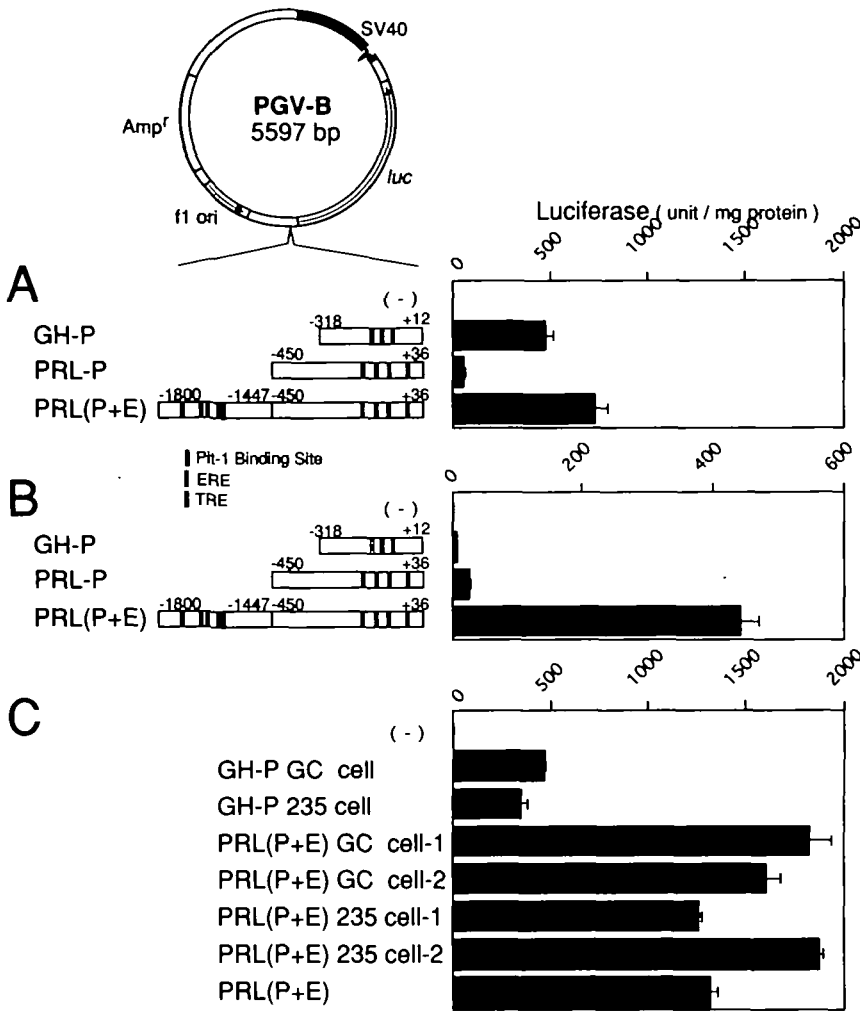 SV40
PGV-B
5597 bp
Ampr
luc
f1 ori
Luciferase ( unit / mg protein )
0 500 1000 1500 2000
A
( - )
-318 +12
GH-P
-450 +36
PRL-P
-1800 -1447 -450 +36
PRL(P+E)
Pit-1 Binding Site
ERE
TRE
0 200 400 600
B
( - )
-318 +12
GH-P
-450 +36
PRL-P
-1800 -1447 -450 +36
PRL(P+E)
0 500 1000 1500 2000
C
( - )
GH-P GC cell
GH-P 235 cell
PRL(P+E) GC cell-1
PRL(P+E) GC cell-2
PRL(P+E) 235 cell-1
PRL(P+E) 235 cell-2
PRL(P+E)